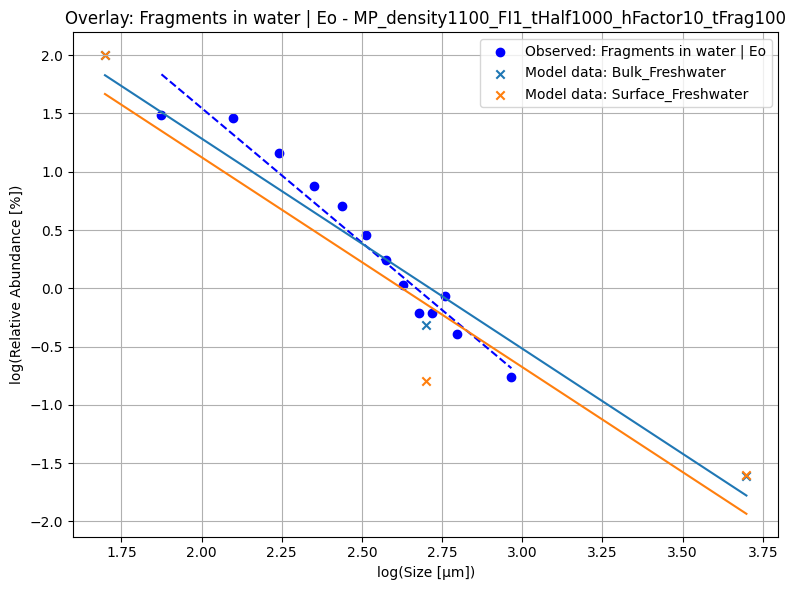 Overlay: Fragments in water | Eo - MP_density1100_FI1_tHalf1000_hFactor10_tFrag100
Observed: Fragments in water | Eo
Model data: Bulk_Freshwater
Model data: Surface_Freshwater
log(Relative Abundance [%])
2.0
1.5
1.0
0.5
0.0
−0.5
−1.0
−1.5
−2.0
1.75 2.00 2.25 2.50 2.75 3.00 3.25 3.50 3.75
log(Size [µm])